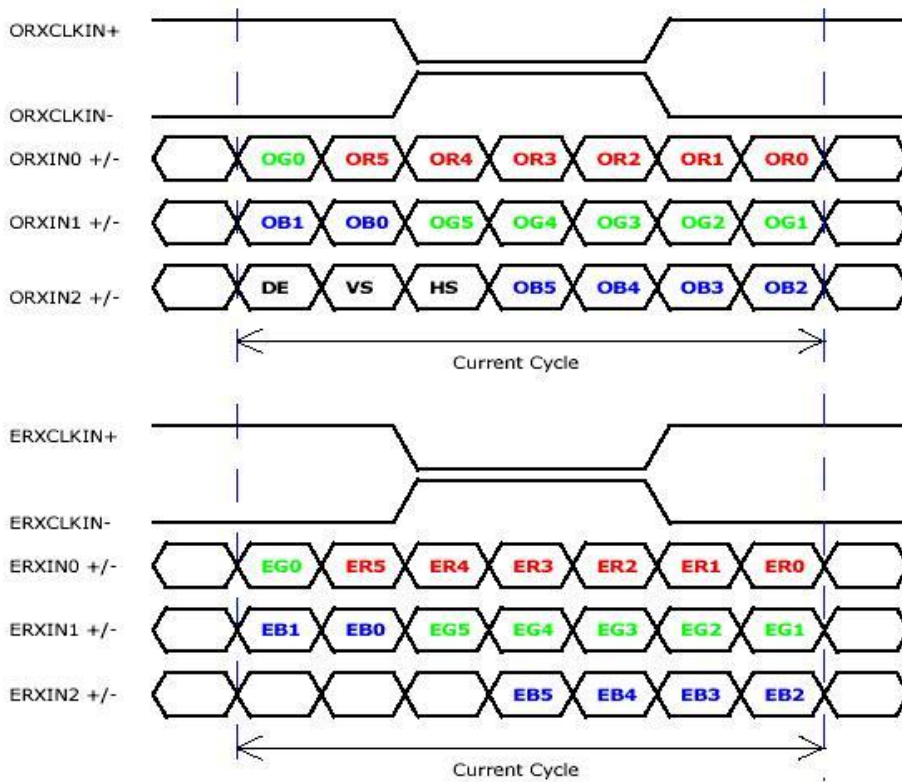 ORXCLKIN+
ORXCLKIN-
ORXIN0 +/- OG0 OR5 OR4 OR3 OR2 OR1 OR0
ORXIN1 +/- OB1 OB0 OG5 OG4 OG3 OG2 OG1
ORXIN2 +/- DE VS HS OB5 OB4 OB3 OB2
Current Cycle
ERXCLKIN+
ERXCLKIN-
ERXIN0 +/- EG0 ER5 ER4 ER3 ER2 ER1 ER0
ERXIN1 +/- EB1 EB0 EG5 EG4 EG3 EG2 EG1
ERXIN2 +/- EB5 EB4 EB3 EB2
Current Cycle